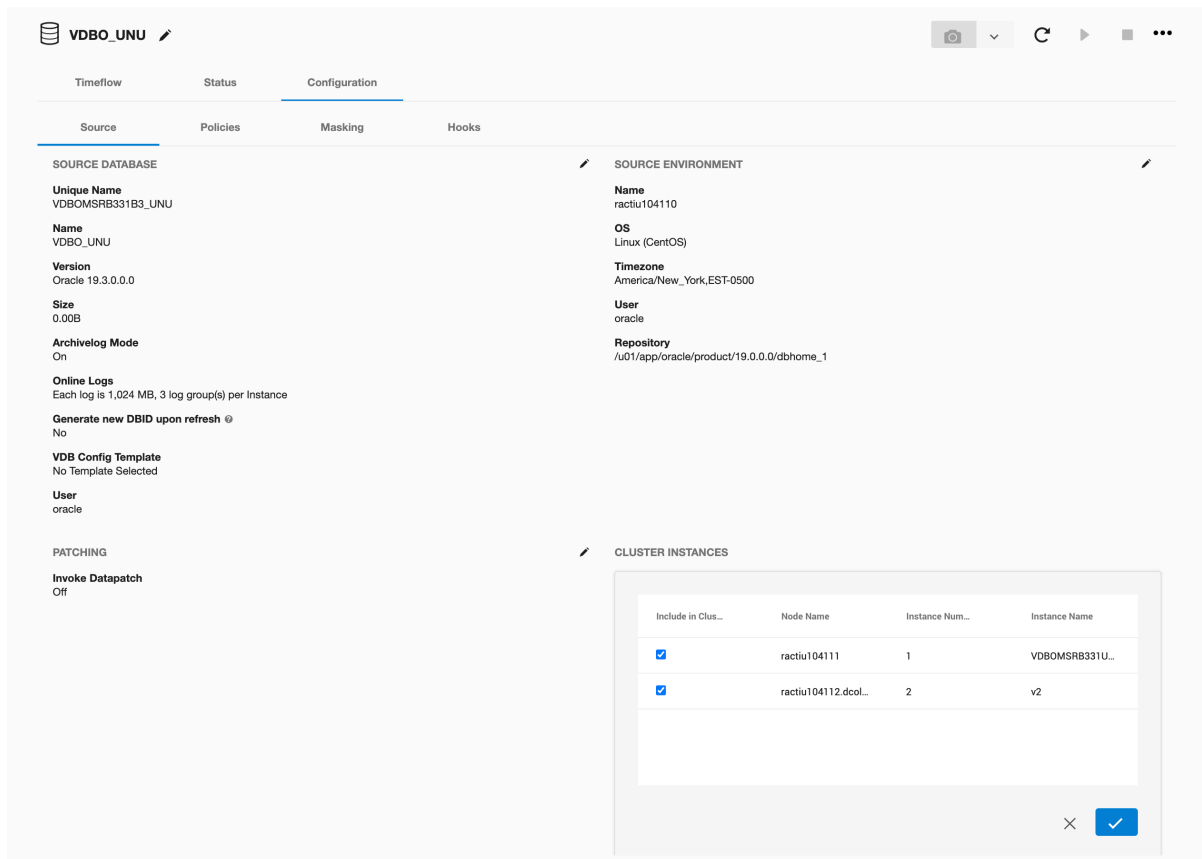 VDBO_UNU
Timeflow Status Configuration
Source Policies Masking Hooks
SOURCE DATABASE
Unique Name
VDBOMSRB331B3_UNU
Name
VDBO_UNU
Version
Oracle 19.3.0.0.0
Size
0.00B
Archivelog Mode
On
Online Logs
Each log is 1,024 MB, 3 log group(s) per Instance
Generate new DBID upon refresh
No
VDB Config Template
No Template Selected
User
oracle
SOURCE ENVIRONMENT
Name
ractiu104110
OS
Linux (CentOS)
Timezone
America/New_York,EST-0500
User
oracle
Repository
/u01/app/oracle/product/19.0.0.0/dbhome_1
PATCHING
Invoke Datapatch
Off
CLUSTER INSTANCES
Include in Clus... Node Name Instance Num... Instance Name
ractiu104111 1 VDBOMSRB331U...
ractiu104112.dcol... 2 v2